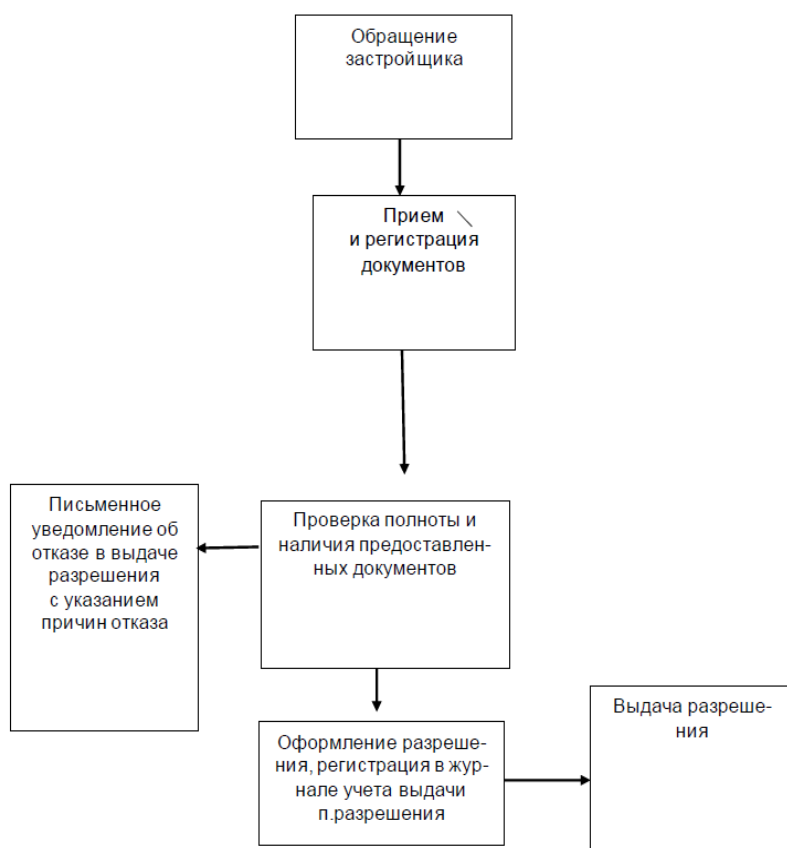 Обращение
застройщика
Прием
и регистрация
документов
Письменное
уведомление об
отказе в выдаче
разрешения
с указанием
причин отказа
Проверка полноты и
наличия предоставлен-
ных документов
Оформление разреше-
ния, регистрация в жур-
нале учета выдачи
п.разрешения
Выдача разреше-
ния